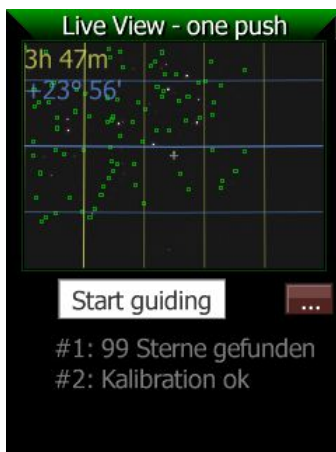 Live View - one push
3h 47m
+23° 56'
Start guiding
...
#1: 99 Sterne gefunden
#2: Kalibration ok